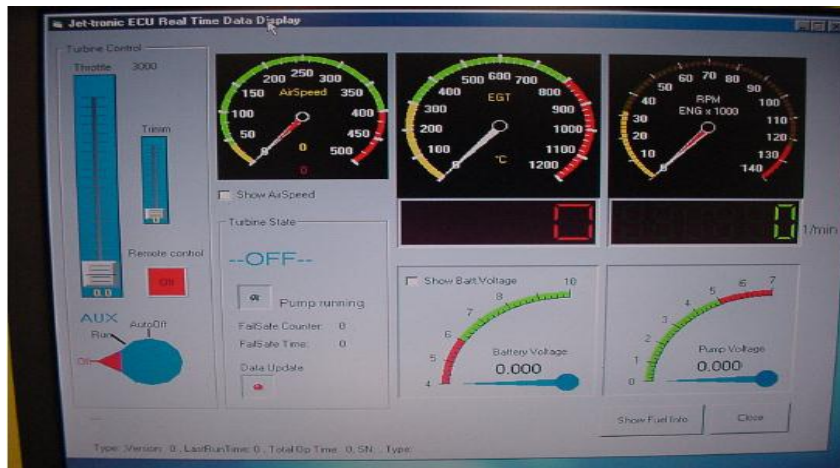 Jet-tronic ECU Real Time Data Display
Turbine Control
Throttle 3000
Trimm
0
0.0
Remote control
Off
AUX
Run
AutoOff
Off
0 50 100 150 200 250 300 350 400 450 500
AirSpeed
0
0
Show AirSpeed
Turbine State
--OFF--
Pump running
FailSafe Counter: 0
FailSafe Time: 0
Data Update
0 100 200 300 400 500 600 700 800 900 1000 1100 1200
EGT
°C
0
0 10 20 30 40 50 60 70 80 90 100 110 120 130 140
RPM
ENG x 1000
0 1/min
Show Batt.Voltage
4 5 6 7 8 10
Battery Voltage
0.000
0 1 2 3 4 5 6 7
Pump Voltage
0.000
Show Fuel Info
Close
Type: ,Version: 0 , LastRunTime: 0 , Total Op Time: 0, SN: , Type: